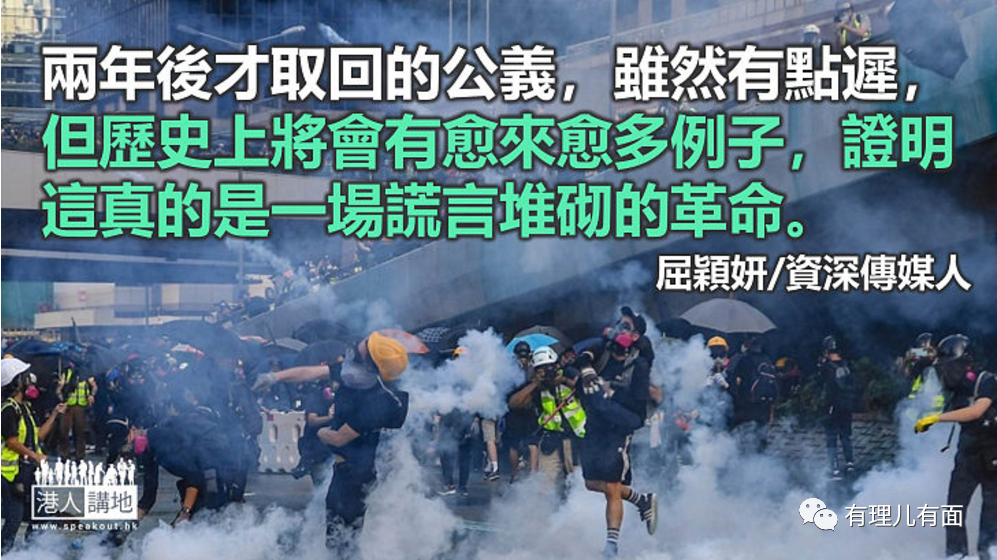 兩年後才取回的公義，雖然有點遲，
但歷史上將會有愈來愈多例子，證明
這真的是一場謊言堆砌的革命。
屈穎妍/資深傳媒人
港人講地
www.speakout.hk
有理儿有面